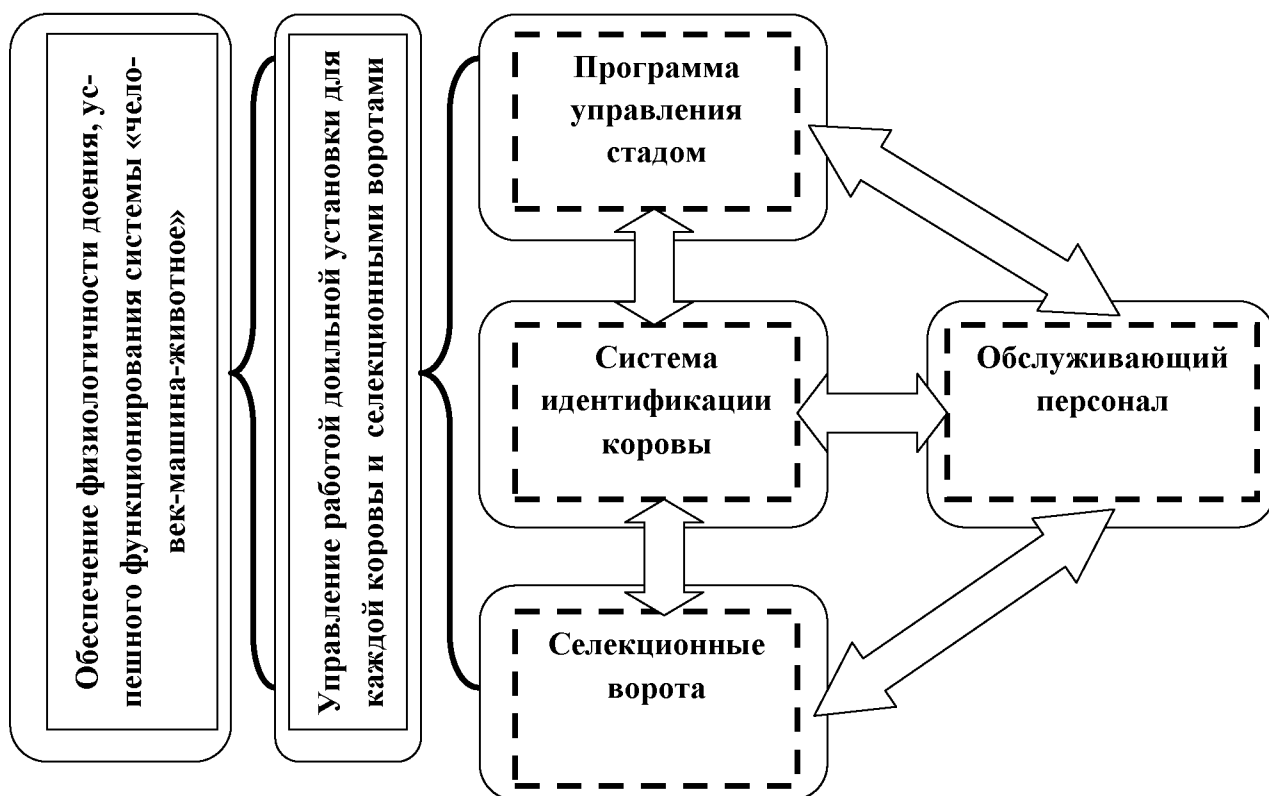 Обеспечение физиологичности доения, ус-
пешного функционирования системы «чело-
век-машина-животное»
Управление работой доильной установки для
каждой коровы и селекционными воротами
Программа
управления
стадом
Система
идентификации
коровы
Селекционные
ворота
Обслуживающий
персонал